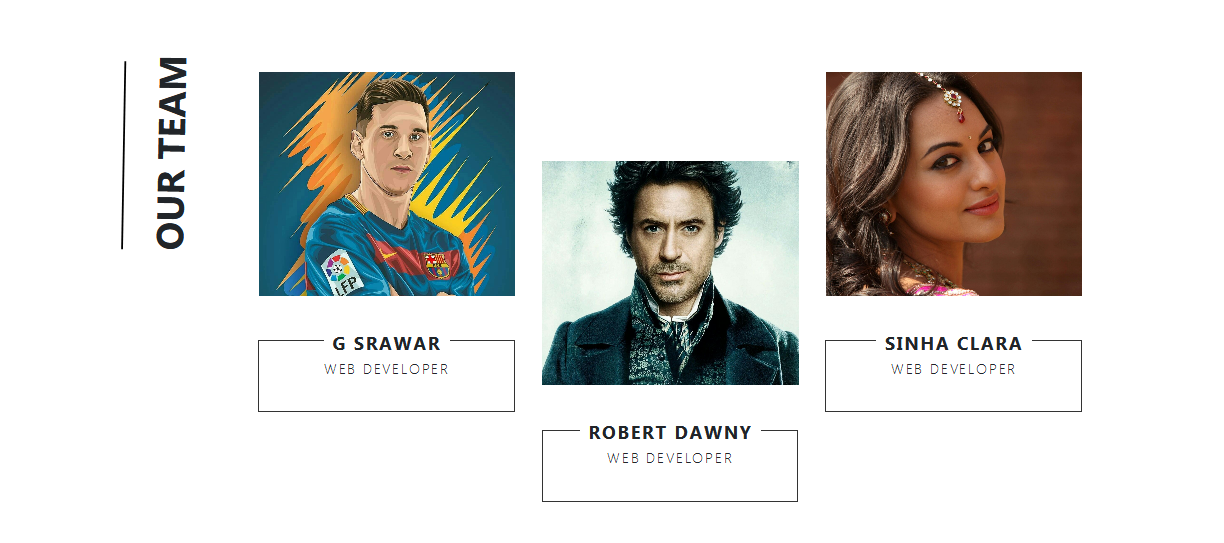 OUR TEAM
LFP
G SRAWAR
WEB DEVELOPER
ROBERT DAWNY
WEB DEVELOPER
SINHA CLARA
WEB DEVELOPER